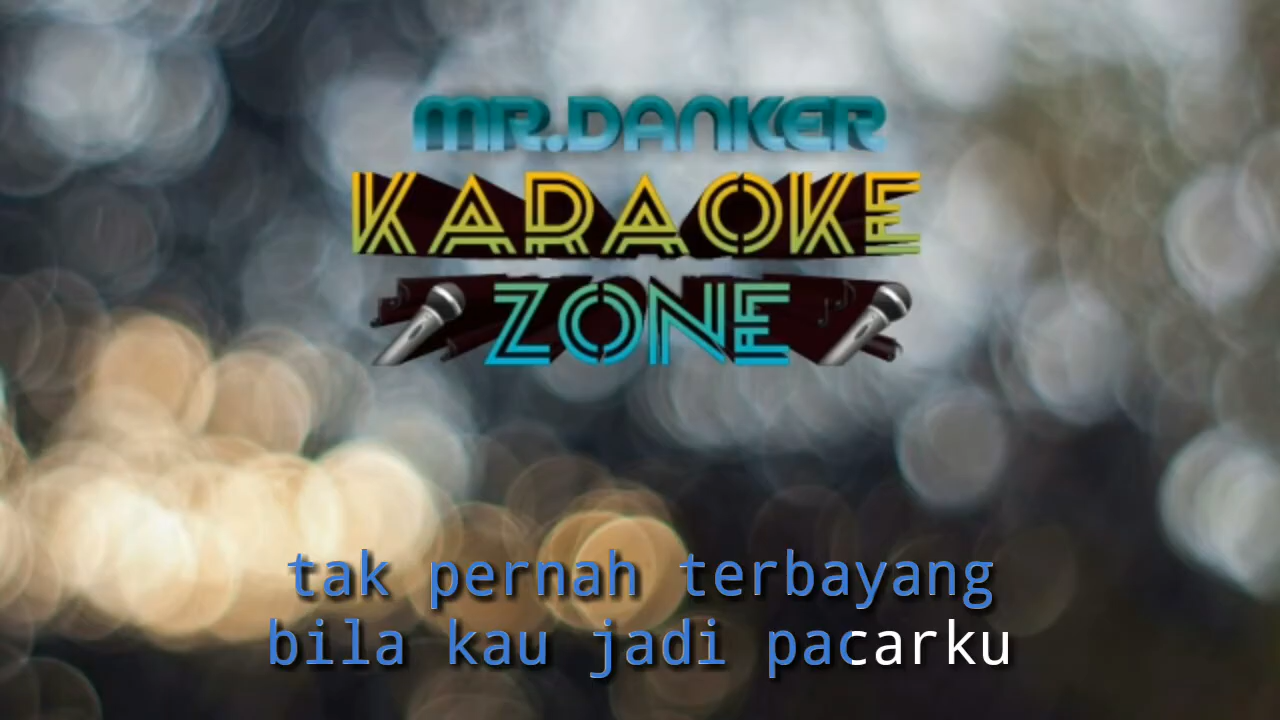 MR.DANKER
KARAOKE
ZONE
tak pernah terbayang
bila kau jadi pacarku